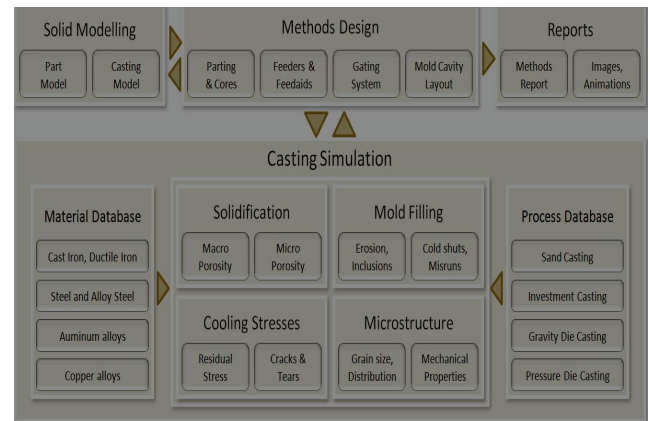 Solid Modelling
Part
Model
Casting
Model
Methods Design
Parting
& Cores
Feeders &
Feedaids
Gating
System
Mold Cavity
Layout
Reports
Methods
Report
Images,
Animations
Casting Simulation
Material Database
Cast Iron, Ductile Iron
Steel and Alloy Steel
Auminum alloys
Copper alloys
Solidification
Macro
Porosity
Micro
Porosity
Mold Filling
Erosion,
Inclusions
Cold shuts,
Misruns
Cooling Stresses
Residual
Stress
Cracks &
Tears
Microstructure
Grain size,
Distribution
Mechanical
Properties
Process Database
Sand Casting
Investment Casting
Gravity Die Casting
Pressure Die Casting